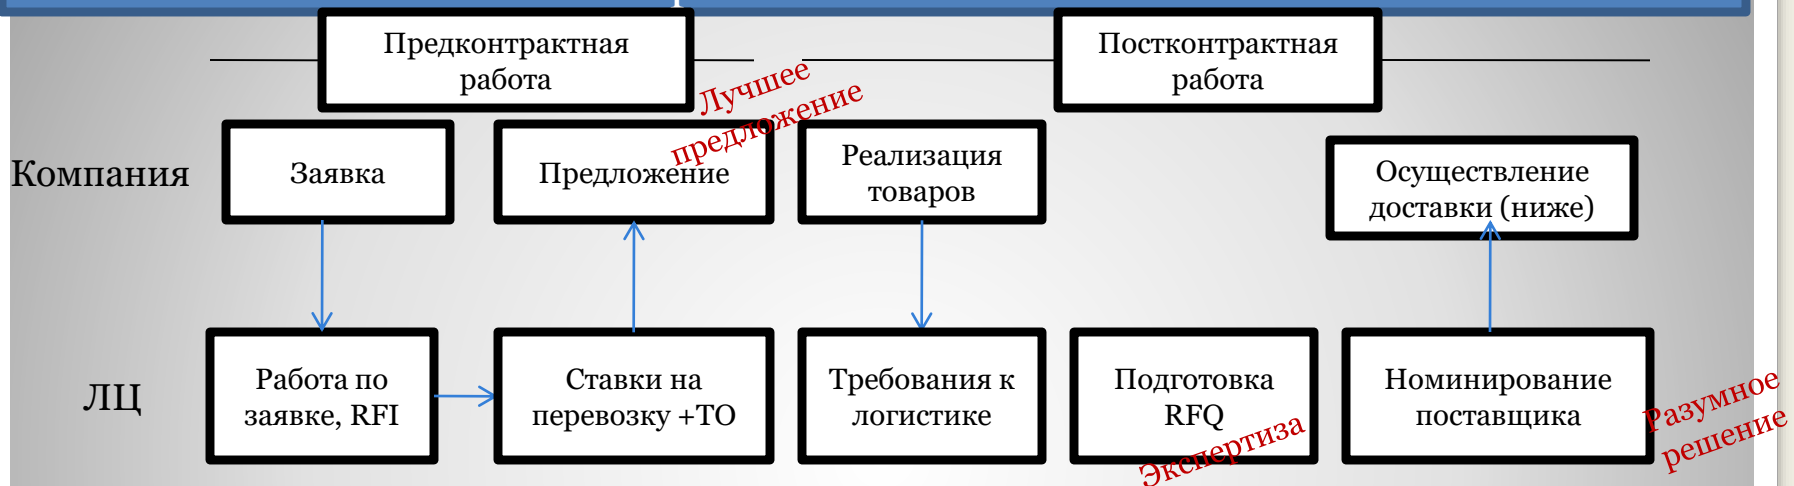 Предконтрактная
работа
Постконтрактная
работа
Лучшее
предложение
Компания
Заявка
Предложение
Реализация
товаров
Осуществление
доставки (ниже)
ЛЦ
Работа по
заявке, RFI
Ставки на
перевозку +ТО
Требования к
логистике
Подготовка
RFQ
Экспертиза
Номинирование
поставщика
Разумное
решение